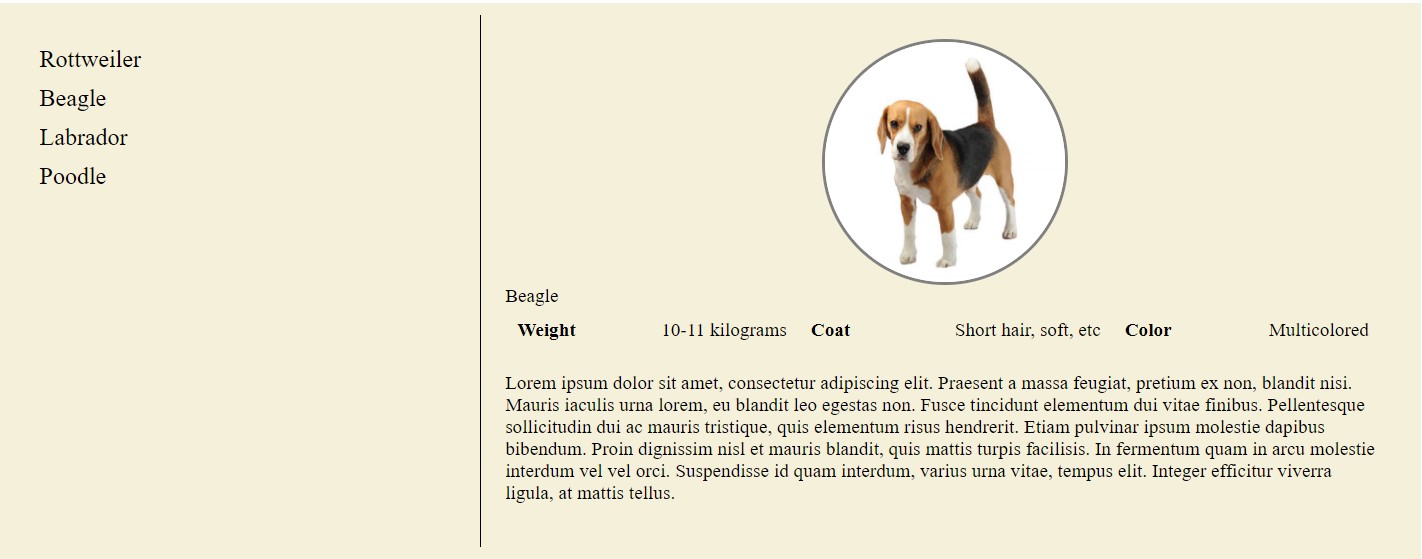 Rottweiler
Beagle
Labrador
Poodle
Beagle
Weight 10-11 kilograms Coat Short hair, soft, etc Color Multicolored
Lorem ipsum dolor sit amet, consectetur adipiscing elit. Praesent a massa feugiat, pretium ex non, blandit nisi.
Mauris iaculis urna lorem, eu blandit leo egestas non. Fusce tincidunt elementum dui vitae finibus. Pellentesque
sollicitudin dui ac mauris tristique, quis elementum risus hendrerit. Etiam pulvinar ipsum molestie dapibus
bibendum. Proin dignissim nisl et mauris blandit, quis mattis turpis facilisis. In fermentum quam in arcu molestie
interdum vel vel orci. Suspendisse id quam interdum, varius urna vitae, tempus elit. Integer efficitur viverra
ligula, at mattis tellus.